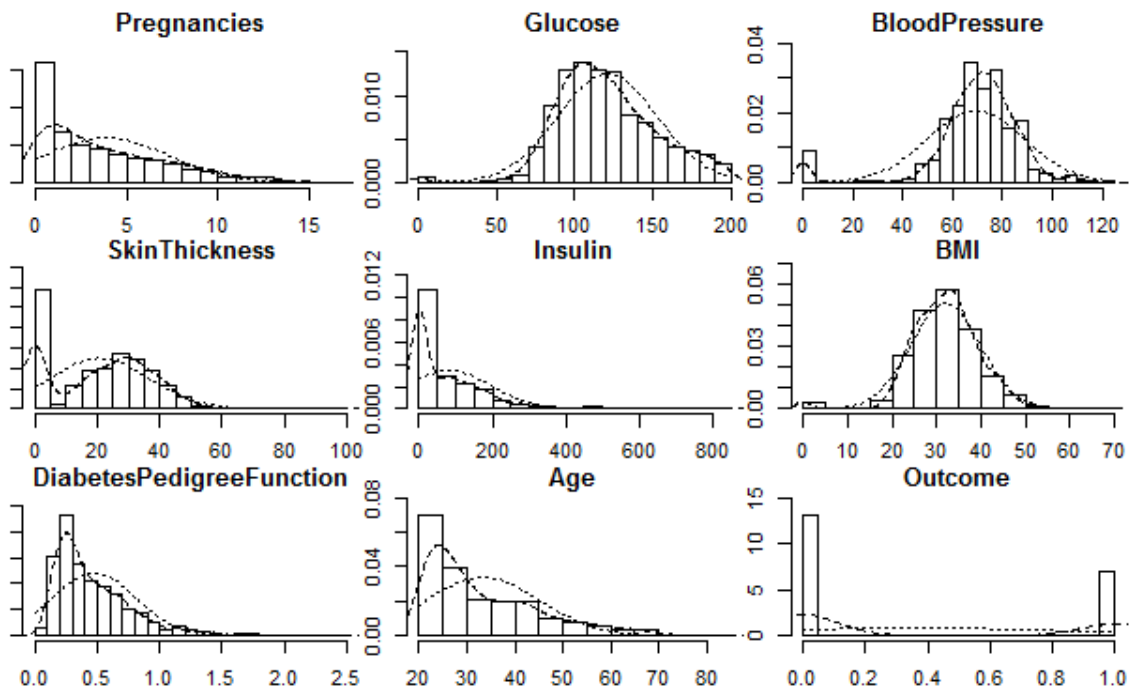 Pregnancies Glucose BloodPressure
0.000 0.010
0.00 0.02 0.04
0 5 10 15
0 50 100 150 200
0 20 40 60 80 100 120
SkinThickness Insulin BMI
0.000 0.006 0.012
0.00 0.03 0.06
0 20 40 60 80 100
0 200 400 600 800
0 10 20 30 40 50 60 70
DiabetesPedigreeFunction Age Outcome
0.00 0.04 0.08
0 5 10 15
0.0 0.5 1.0 1.5 2.0 2.5
20 30 40 50 60 70 80
0.0 0.2 0.4 0.6 0.8 1.0